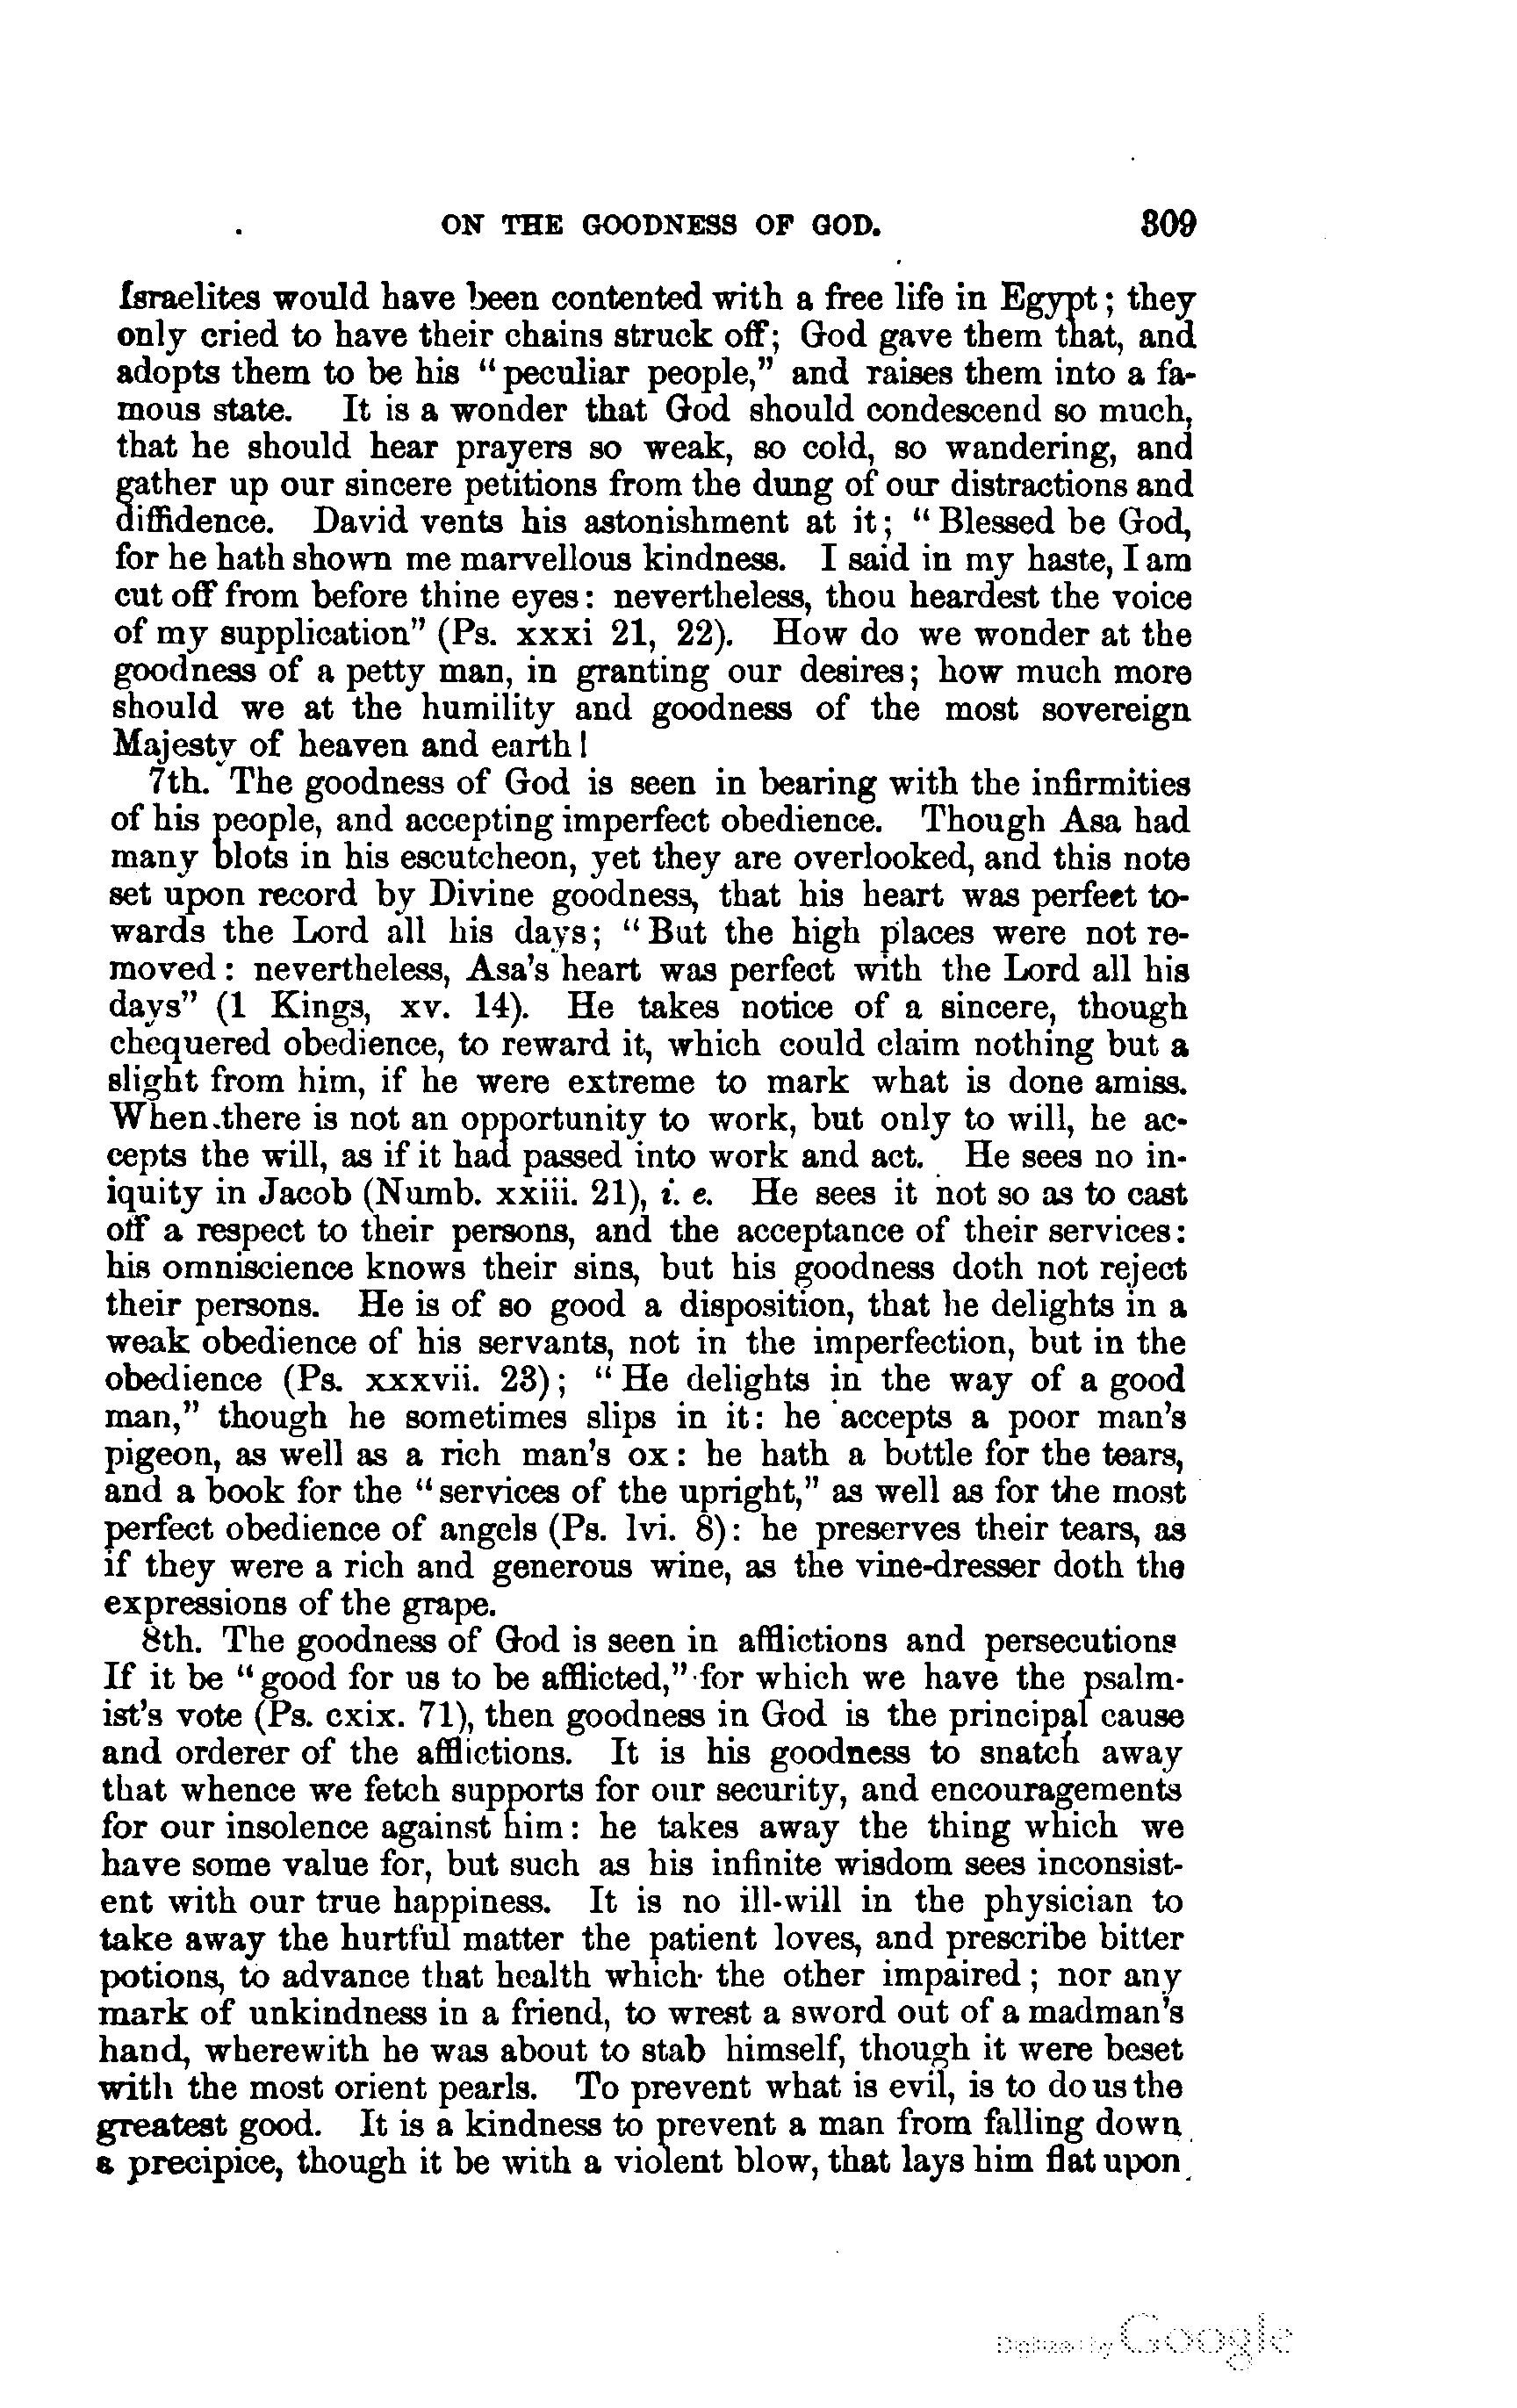 ON THE GOODNESS OF GOD. 309
Israelites would have been contented with a free life in Egypt; they
only cried to have their chains struck off; God gave them that, and
adopts them to be his “peculiar people,” and raises them into a fa-
mous state. It is a wonder that God should condescend so much,
that he should hear prayers so weak, so cold, so wandering, and
gather up our sincere petitions from the dung of our distractions and
diffidence. David vents his astonishment at it; “Blessed be God,
for he hath shown me marvellous kindness. I said in my haste, I am
cut off from before thine eyes: nevertheless, thou heardest the voice
of my supplication” (Ps. xxxi 21, 22). How do we wonder at the
goodness of a petty man, in granting our desires; how much more
should we at the humility and goodness of the most sovereign
Majesty of heaven and earth!
7th. The goodness of God is seen in bearing with the infirmities
of his people, and accepting imperfect obedience. Though Asa had
many blots in his escutcheon, yet they are overlooked, and this note
set upon record by Divine goodness, that his heart was perfect to-
wards the Lord all his days; “But the high places were not re-
moved: nevertheless, Asa’s heart was perfect with the Lord all his
days” (1 Kings, xv. 14). He takes notice of a sincere, though
chequered obedience, to reward it, which could claim nothing but a
slight from him, if he were extreme to mark what is done amiss.
When there is not an opportunity to work, but only to will, he ac-
cepts the will, as if it had passed into work and act. He sees no in-
iquity in Jacob (Numb. xxiii. 21), i. e. He sees it not so as to cast
off a respect to their persons, and the acceptance of their services:
his omniscience knows their sins, but his goodness doth not reject
their persons. He is of so good a disposition, that he delights in a
weak obedience of his servants, not in the imperfection, but in the
obedience (Ps. xxxvii. 23); “He delights in the way of a good
man,” though he sometimes slips in it: he accepts a poor man’s
pigeon, as well as a rich man’s ox: he hath a bottle for the tears,
and a book for the “services of the upright,” as well as for the most
perfect obedience of angels (Ps. lvi. 8): he preserves their tears, as
if they were a rich and generous wine, as the vine-dresser doth the
expressions of the grape.
8th. The goodness of God is seen in afflictions and persecutions
If it be “good for us to be afflicted,” for which we have the psalm-
ist’s vote (Ps. cxix. 71), then goodness in God is the principal cause
and orderer of the afflictions. It is his goodness to snatch away
that whence we fetch supports for our security, and encouragements
for our insolence against him: he takes away the thing which we
have some value for, but such as his infinite wisdom sees inconsist-
ent with our true happiness. It is no ill-will in the physician to
take away the hurtful matter the patient loves, and prescribe bitter
potions, to advance that health which the other impaired; nor any
mark of unkindness in a friend, to wrest a sword out of a madman’s
hand, wherewith he was about to stab himself, though it were beset
with the most orient pearls. To prevent what is evil, is to do us the
greatest good. It is a kindness to prevent a man from falling down
a precipice, though it be with a violent blow, that lays him flat upon
Digitized by Google